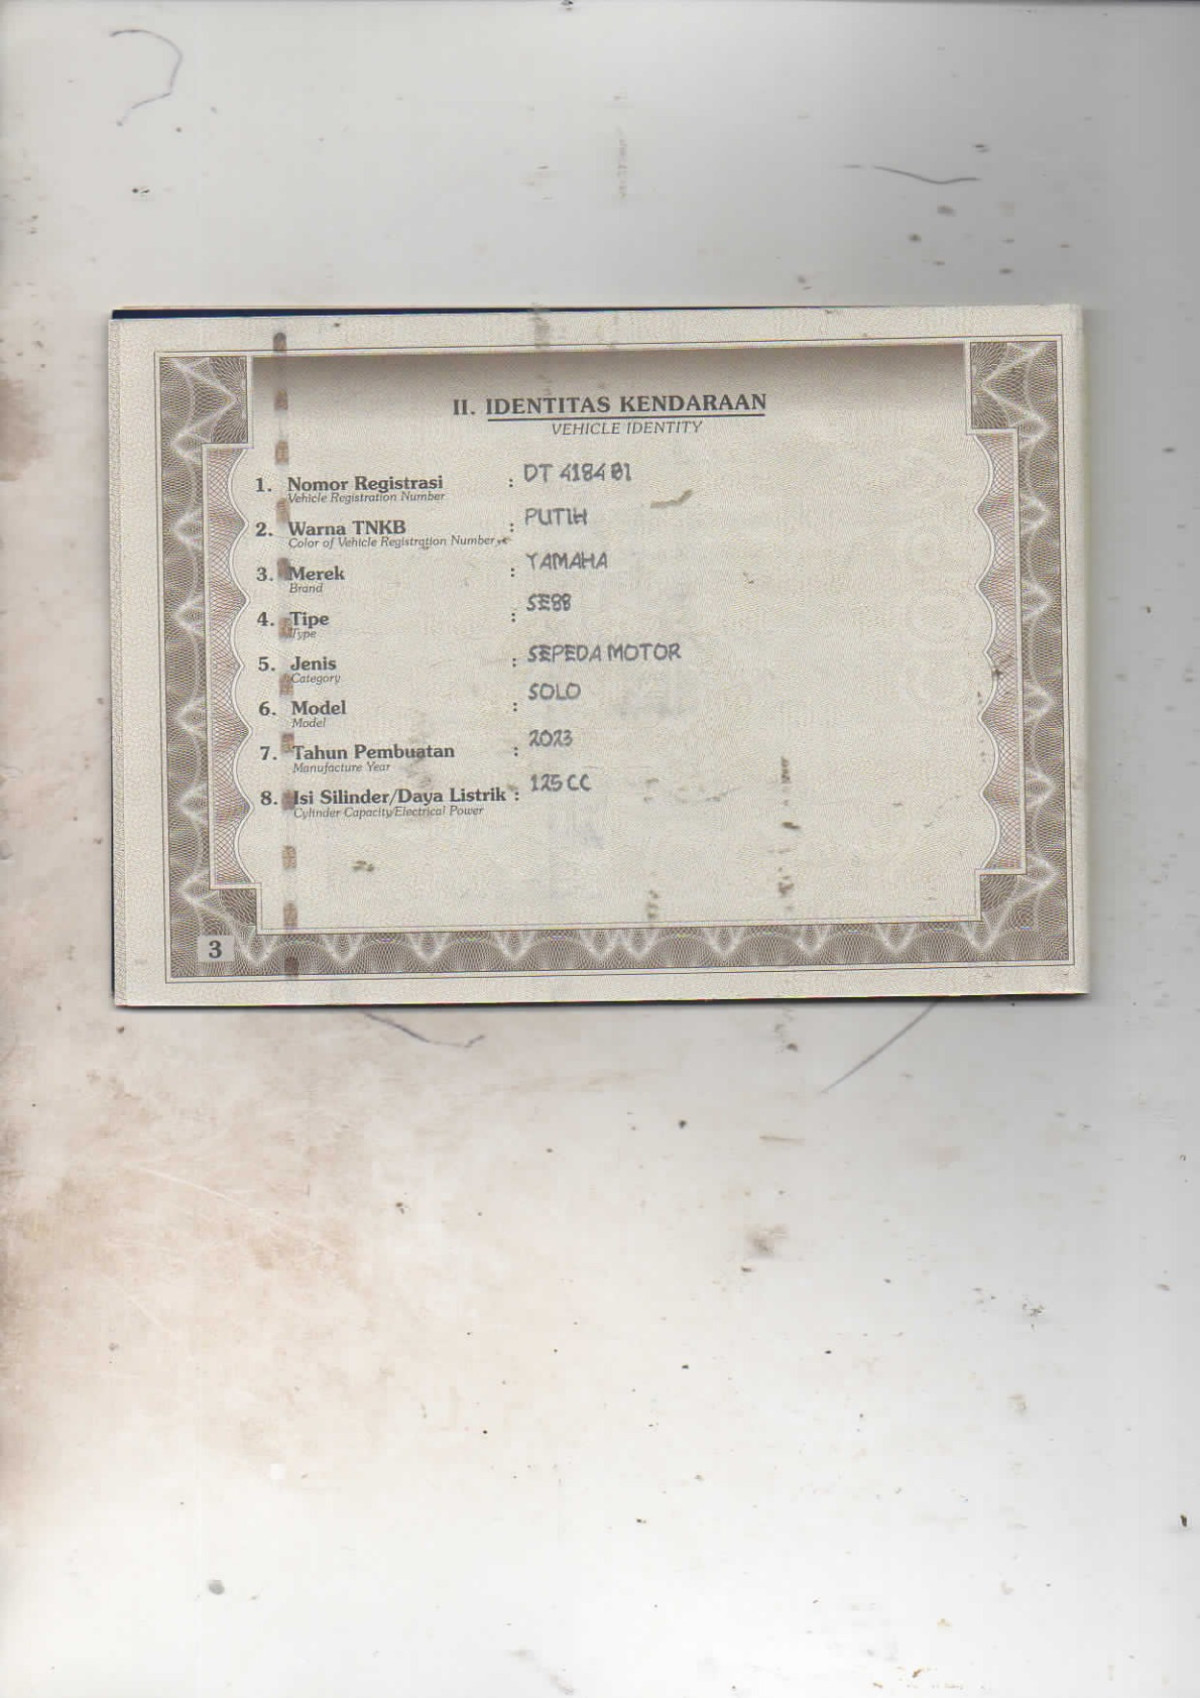 II. IDENTITAS KENDARAAN
VEHICLE IDENTITY
1. Nomor Registrasi : DT 4184 BI
Vehicle Registration Number
2. Warna TNKB : PUTIH
Color of Vehicle Registration Number
3. Merek : YAMAHA
Brand
4. Tipe : SE88
Type
5. Jenis : SEPEDA MOTOR
Category
6. Model : SOLO
Model
7. Tahun Pembuatan : 2023
Manufacture Year
8. Isi Silinder/Daya Listrik : 125 CC
Cylinder Capacity/Electrical Power
3